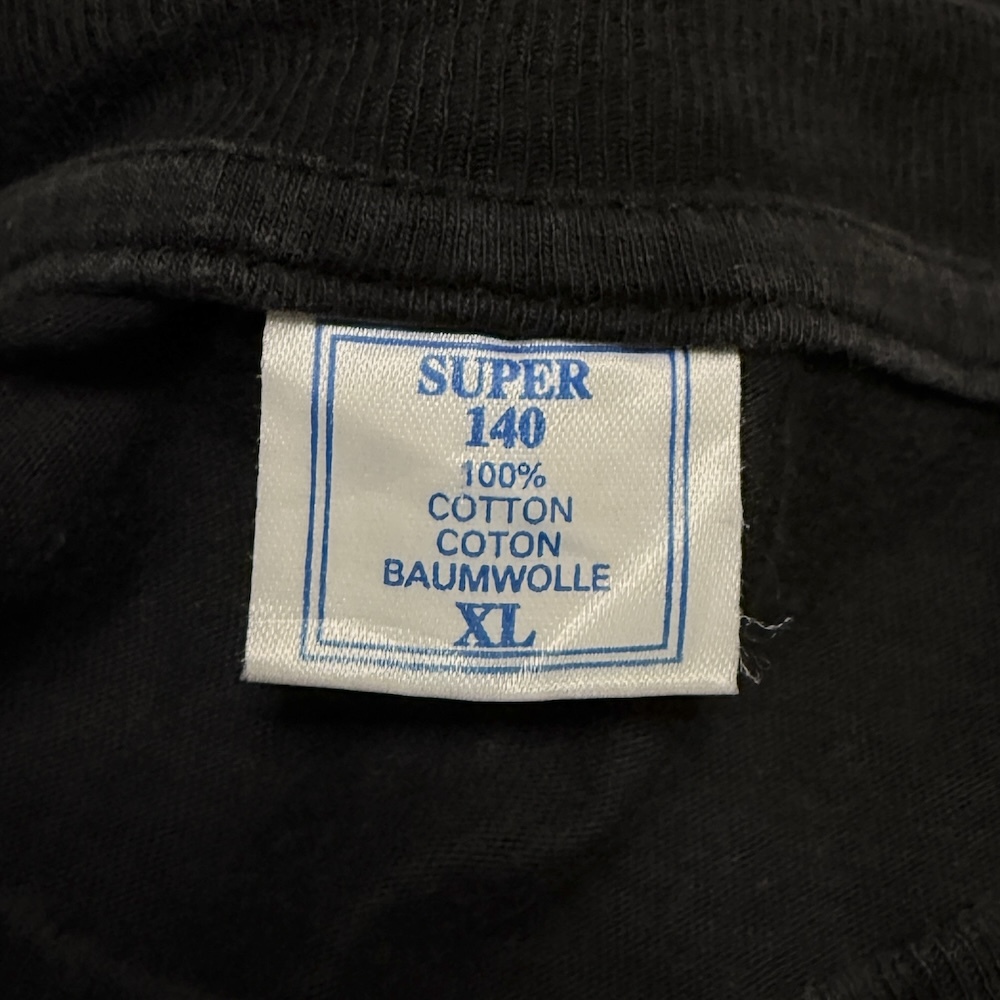 SUPER
140
100%
COTTON
COTON
BAUMWOLLE
XL